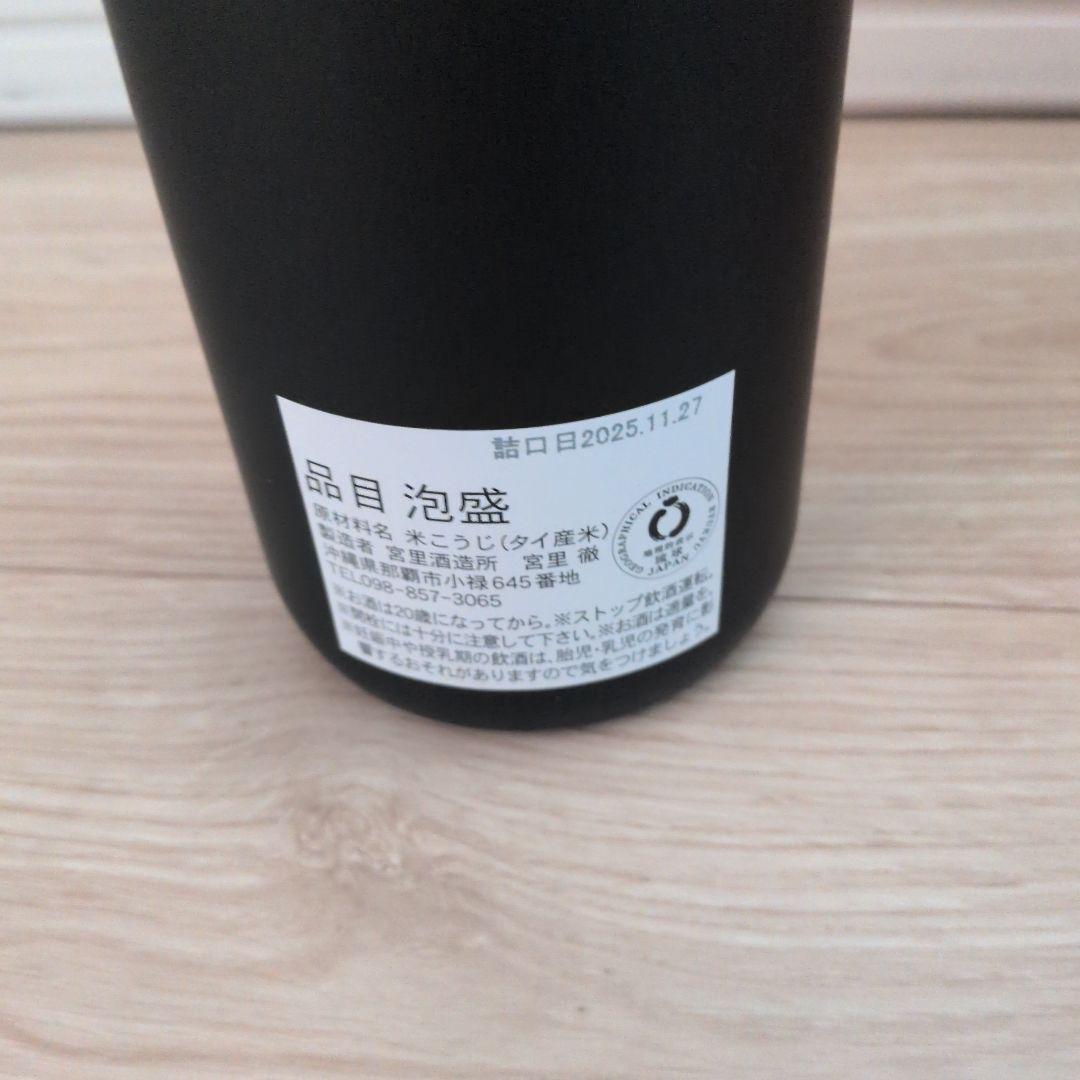 詰口日2025.11.27
品目 泡盛
原材料名 米こうじ(タイ産米)
製造者 宮里酒造所 宮里 徹
沖縄県那覇市小禄645番地
TEL098-857-3065
GEOGRAPHICAL INDICATION RYUKYU JAPAN
地理的表示
琉球
※お酒は20歳になってから。※ストップ飲酒運転。
※開栓には十分に注意して下さい。※お酒は適量を。
※妊娠中や授乳期の飲酒は、胎児・乳児の発育に影
響するおそれがありますので気をつけましょう。